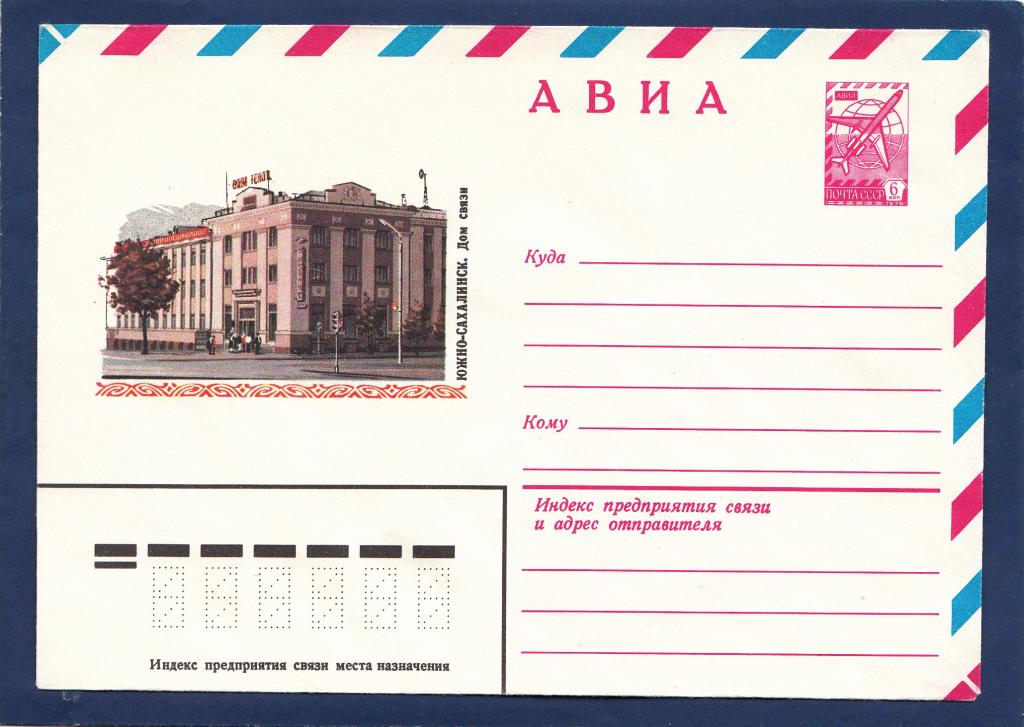 АВИА
АВИА
ПОЧТА СССР
6
КОП
1976
ЮЖНО-САХАЛИНСК. Дом связи
Куда
Кому
Индекс предприятия связи
и адрес отправителя
Индекс предприятия связи места назначения